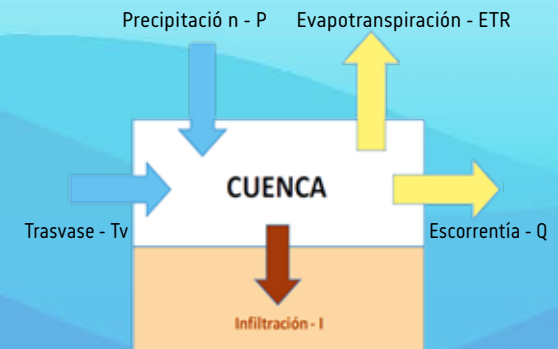 Precipitació n - P
Evapotranspiración - ETR
CUENCA
Trasvase - Tv
Escorrentía - Q
Infiltración - I